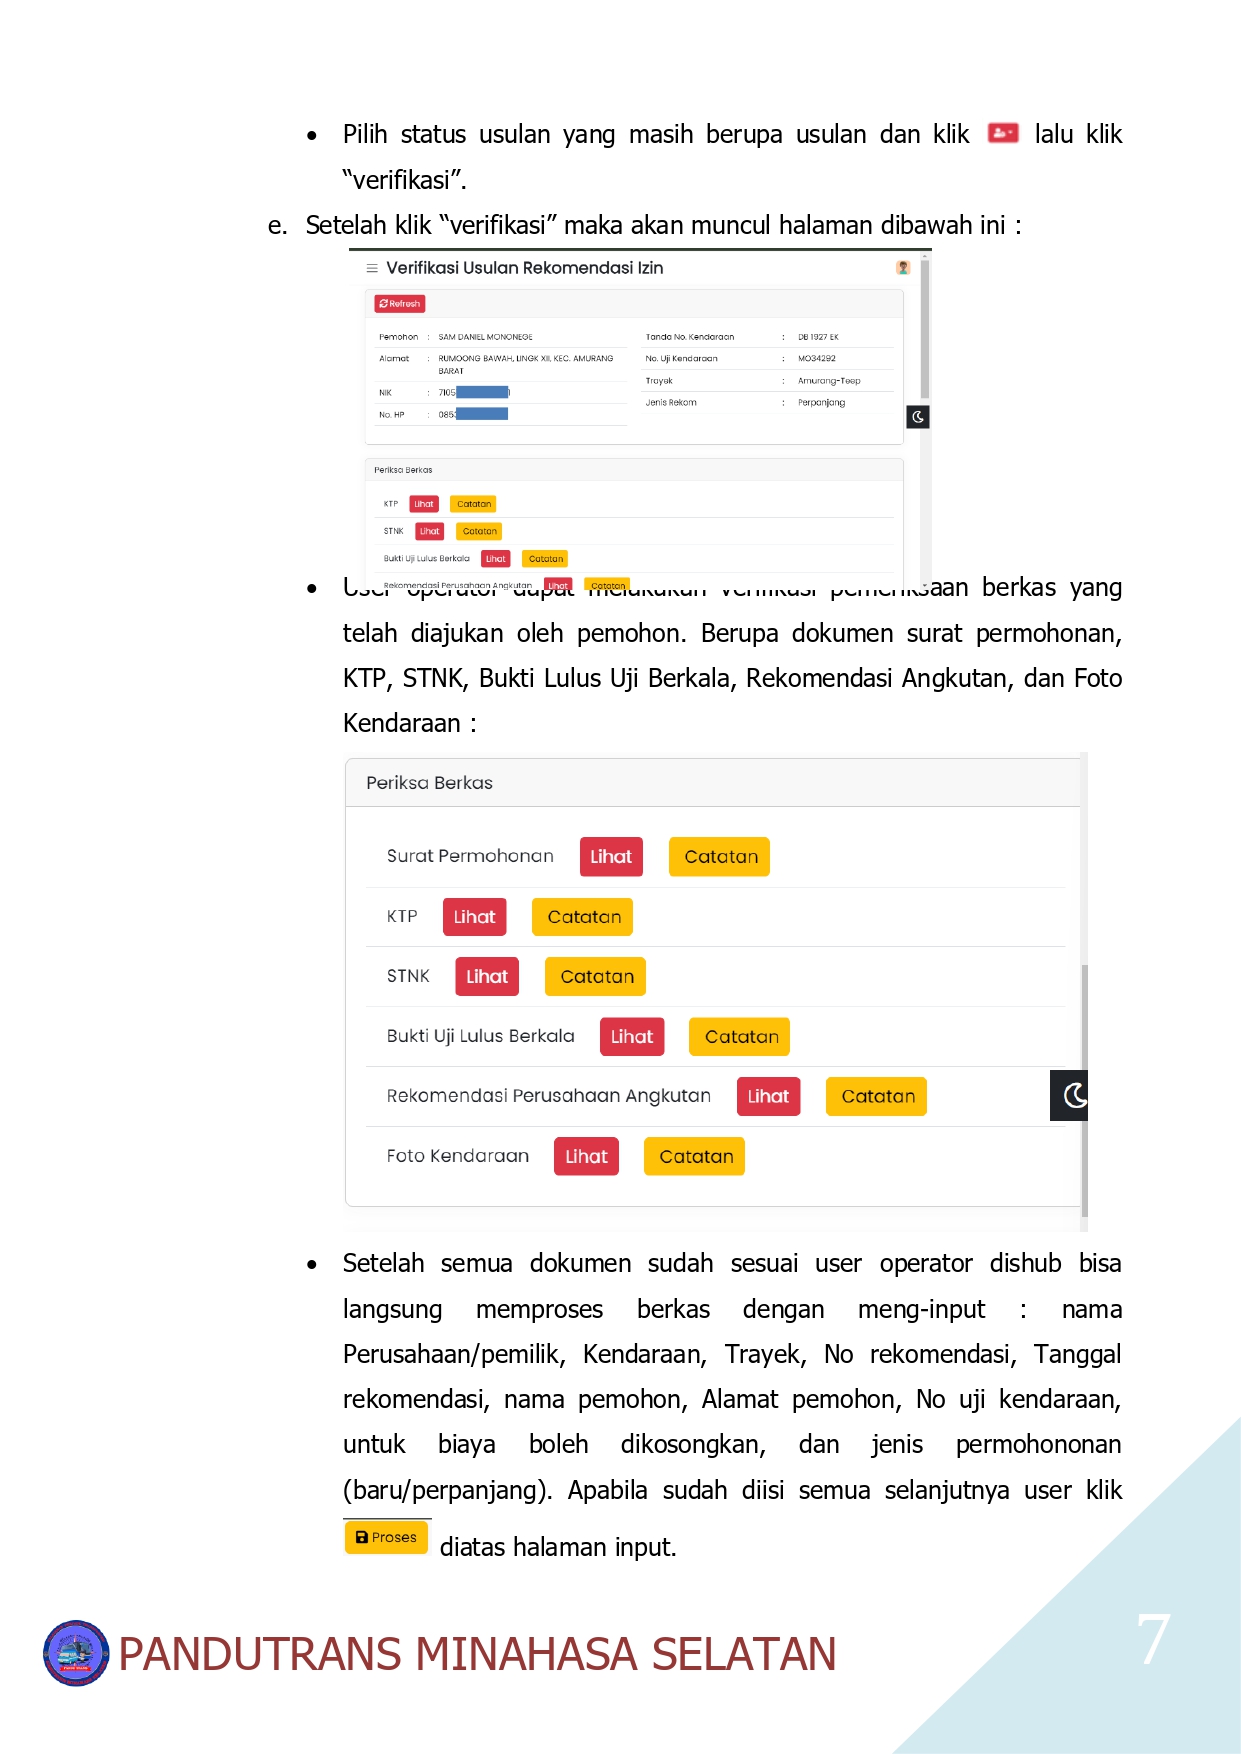 • Pilih status usulan yang masih berupa usulan dan klik lalu klik
“verifikasi”.
e. Setelah klik “verifikasi” maka akan muncul halaman dibawah ini :
Verifikasi Usulan Rekomendasi Izin
Refresh
Pemohon : SAM DANIEL MONONEGE
Alamat : RUMOONG BAWAH, LINGK XII, KEC. AMURANG
BARAT
NIK : 7105
No. HP : 085
Tanda No. Kendaraan : DB 1927 EK
No. Uji Kendaraan : MO34292
Trayek : Amurang-Teep
Jenis Rekom : Perpanjang
Periksa Berkas
KTP Lihat Catatan
STNK Lihat Catatan
Bukti Uji Lulus Berkala Lihat Catatan
Rekomendasi Perusahaan Angkutan Lihat Catatan
• User operator dapat melakukan verifikasi pemeriksaan berkas yang
telah diajukan oleh pemohon. Berupa dokumen surat permohonan,
KTP, STNK, Bukti Lulus Uji Berkala, Rekomendasi Angkutan, dan Foto
Kendaraan :
Periksa Berkas
Surat Permohonan Lihat Catatan
KTP Lihat Catatan
STNK Lihat Catatan
Bukti Uji Lulus Berkala Lihat Catatan
Rekomendasi Perusahaan Angkutan Lihat Catatan
Foto Kendaraan Lihat Catatan
• Setelah semua dokumen sudah sesuai user operator dishub bisa
langsung memproses berkas dengan meng-input : nama
Perusahaan/pemilik, Kendaraan, Trayek, No rekomendasi, Tanggal
rekomendasi, nama pemohon, Alamat pemohon, No uji kendaraan,
untuk biaya boleh dikosongkan, dan jenis permohononan
(baru/perpanjang). Apabila sudah diisi semua selanjutnya user klik
Proses diatas halaman input.
PANDUTRANS MINAHASA SELATAN
7